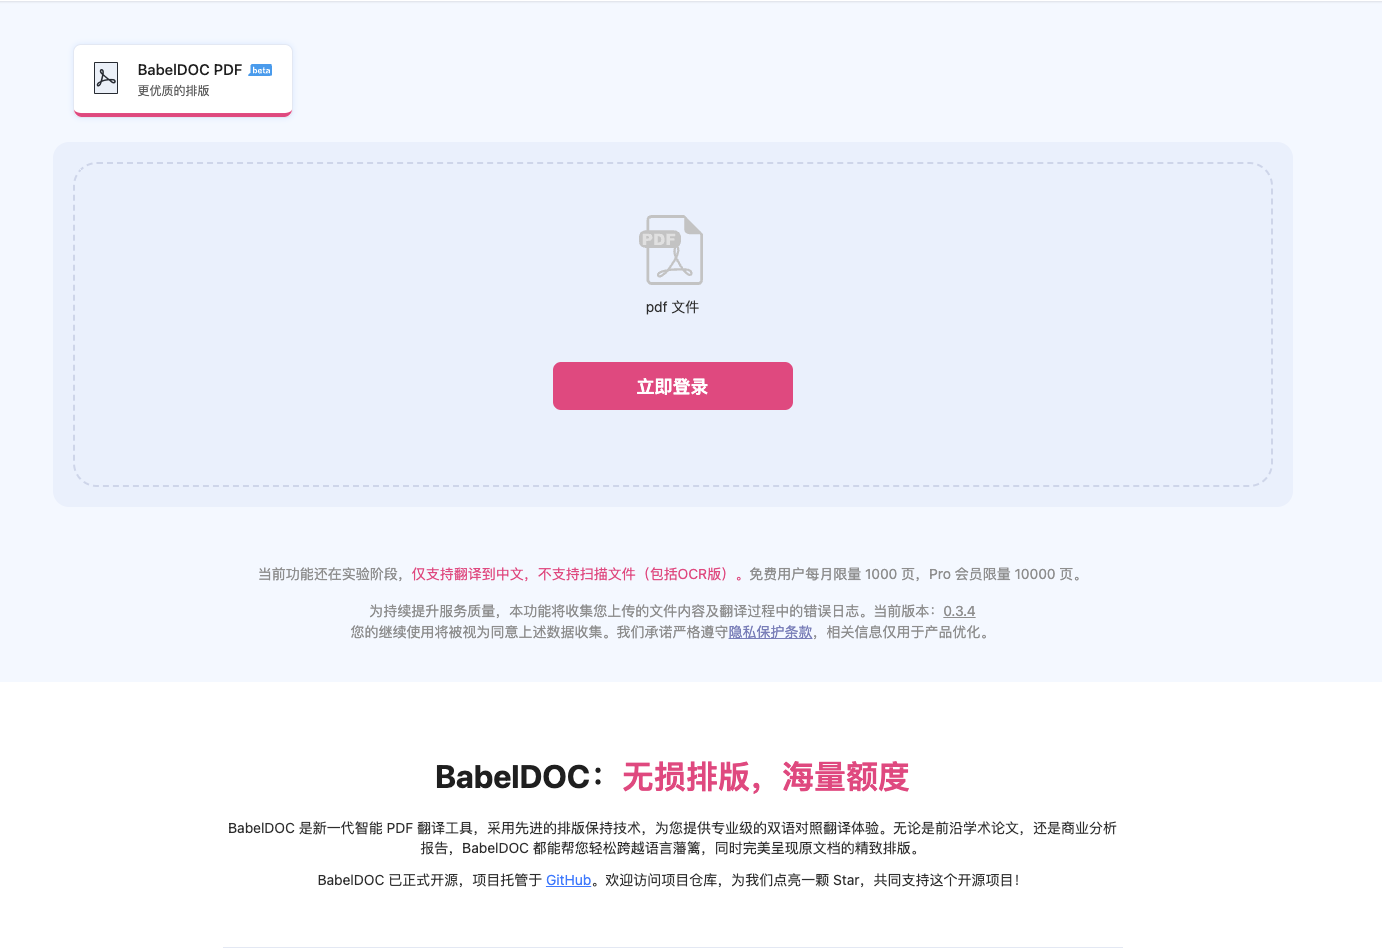 BabelDOC PDF beta
更优质的排版
PDF
pdf 文件
立即登录
当前功能还在实验阶段，仅支持翻译到中文，不支持扫描文件（包括OCR版）。免费用户每月限量 1000 页，Pro 会员限量 10000 页。
为持续提升服务质量，本功能将收集您上传的文件内容及翻译过程中的错误日志。当前版本：0.3.4
您的继续使用将被视为同意上述数据收集。我们承诺严格遵守隐私保护条款，相关信息仅用于产品优化。
BabelDOC：无损排版，海量额度
BabelDOC 是新一代智能 PDF 翻译工具，采用先进的排版保持技术，为您提供专业级的双语对照翻译体验。无论是前沿学术论文，还是商业分析
报告，BabelDOC 都能帮您轻松跨越语言藩篱，同时完美呈现原文档的精致排版。
BabelDOC 已正式开源，项目托管于 GitHub。欢迎访问项目仓库，为我们点亮一颗 Star，共同支持这个开源项目！